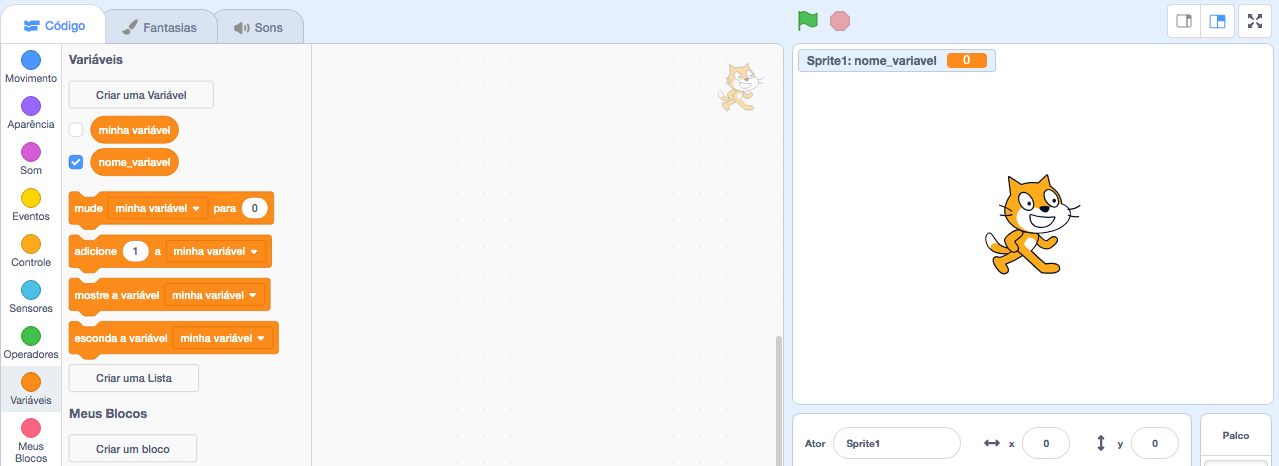 Código
Fantasias
Sons
Movimento
Aparência
Som
Eventos
Controle
Sensores
Operadores
Variáveis
Meus
Blocos
Variáveis
Criar uma Variável
minha variável
nome_variavel
mude minha variável para 0
adicione 1 a minha variável
mostre a variável minha variável
esconda a variável minha variável
Criar uma Lista
Meus Blocos
Criar um bloco
Sprite1: nome_variavel 0
Ator Sprite1 x 0 y 0
Palco